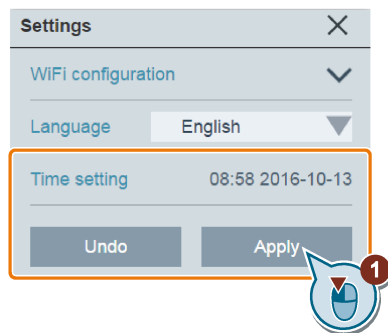 Settings
WiFi configuration
Language English
Time setting 08:58 2016-10-13
Undo Apply
1